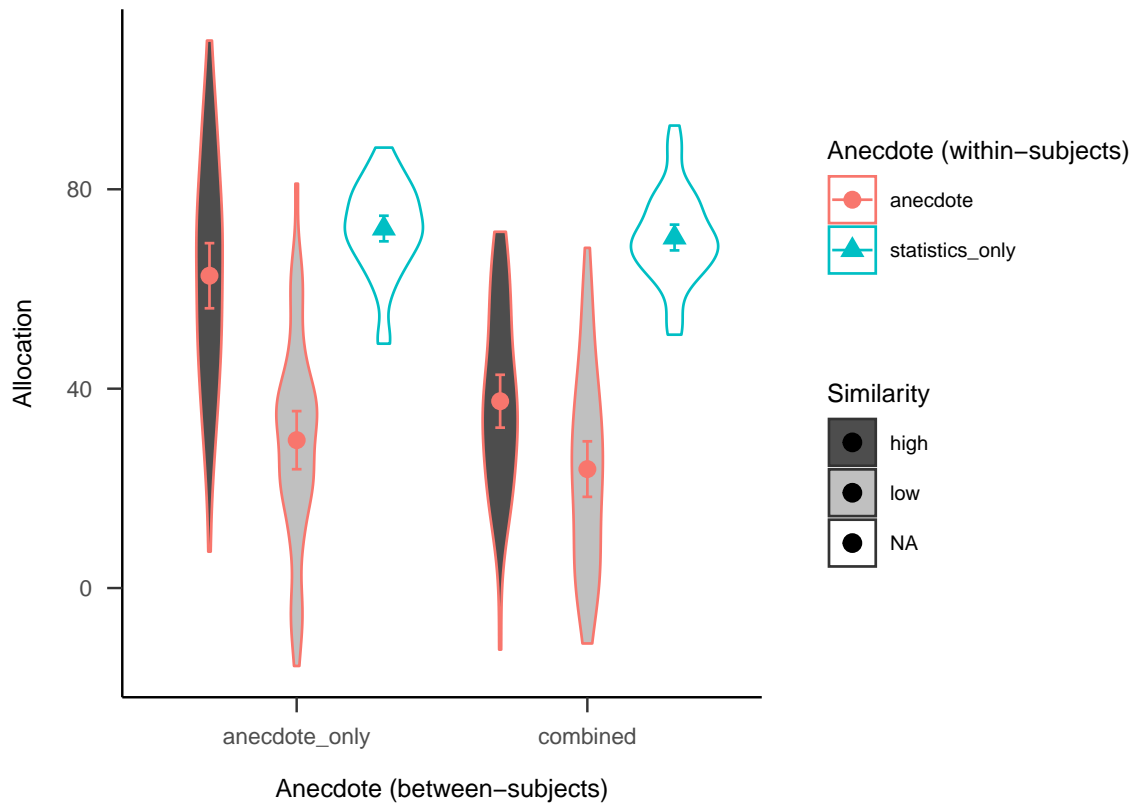 Allocation
80
40
0
anecdote_only
combined
Anecdote (between−subjects)
Anecdote (within−subjects)
anecdote
statistics_only
Similarity
high
low
NA